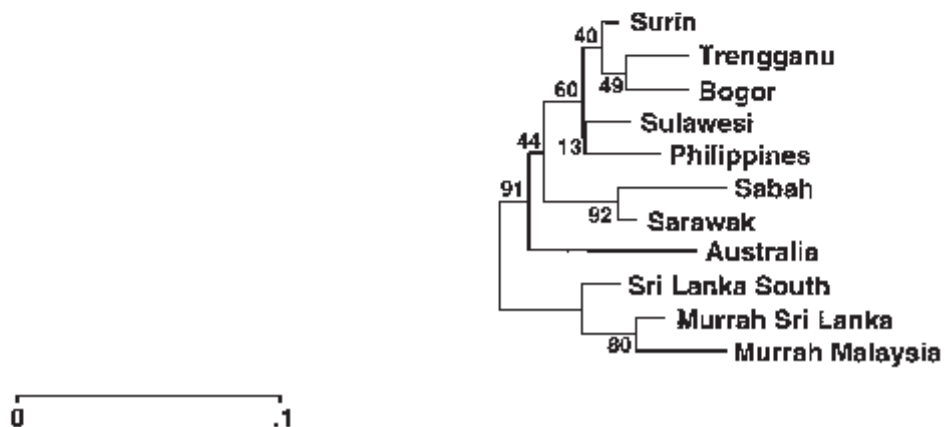 40 Surin
Trengganu
49
60 Bogor
Sulawesi
44 13 Philippines
91 Sabah
92 Sarawak
Australia
Sri Lanka South
Murrah Sri Lanka
80 Murrah Malaysia
0 .1